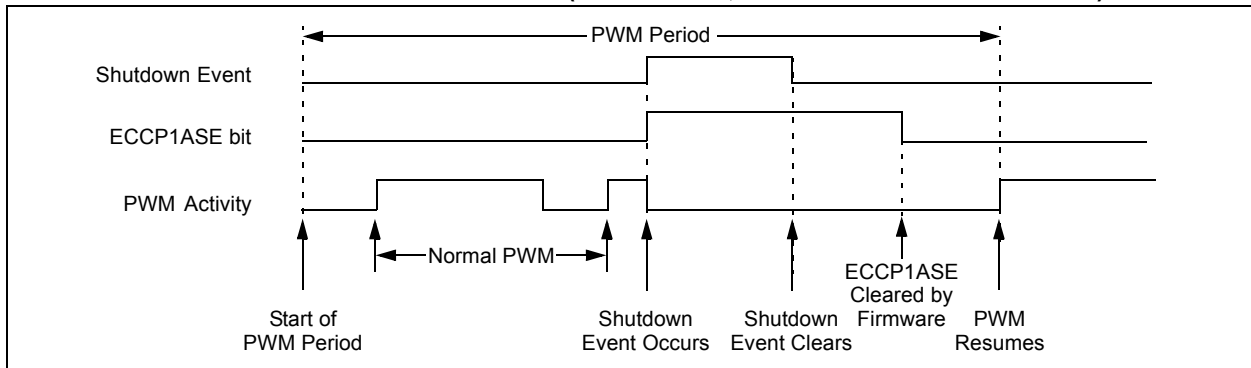 PWM Period
Shutdown Event
ECCP1ASE bit
PWM Activity
Normal PWM
Start of
PWM Period
Shutdown
Event Occurs
Shutdown
Event Clears
ECCP1ASE
Cleared by
Firmware
PWM
Resumes